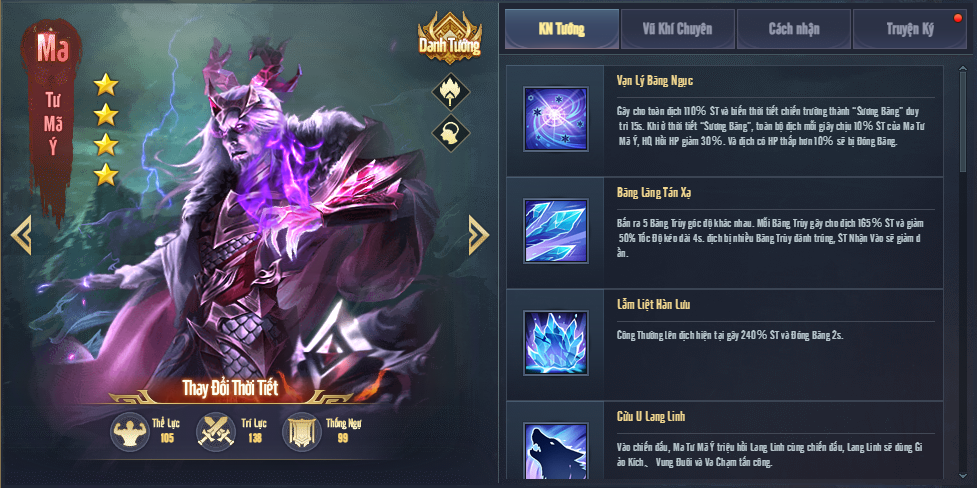 Ma
Tư
Mã
Ý
Danh Tướng
Thay Đổi Thời Tiết
Thể Lực
105
Trí Lực
138
Thống Ngự
99
KN Tướng
Vũ Khí Chuyên
Cách nhận
Truyện Ký
Vạn Lý Băng Ngục
Gây cho toàn địch 110% ST và biến thời tiết chiến trường thành "Sương Băng" duy
trì 15s. Khi ở thời tiết "Sương Băng", toàn bộ địch mỗi giây chịu 10% ST của Ma Tư
Mã Ý, HQ Hồi HP giảm 30%. Và địch có HP thấp hơn 10% sẽ bị Đóng Băng.
Băng Lăng Tán Xạ
Bắn ra 5 Băng Trùy góc độ khác nhau. Mỗi Băng Trùy gây cho địch 165% ST và giảm
50% Tốc Độ kéo dài 4s. địch bị nhiều Băng Trùy đánh trúng, ST Nhận Vào sẽ giảm d
ần.
Lẫm Liệt Hàn Lưu
Công Thường lên địch hiện tại gây 240% ST và Đóng Băng 2s.
Cửu U Lang Linh
Vào chiến đấu, Ma Tư Mã Ý triệu hồi Lang Linh cùng chiến đấu, Lang Linh sẽ dùng Gi
áo Kích、 Vung Đuôi và Va Chạm tấn công.